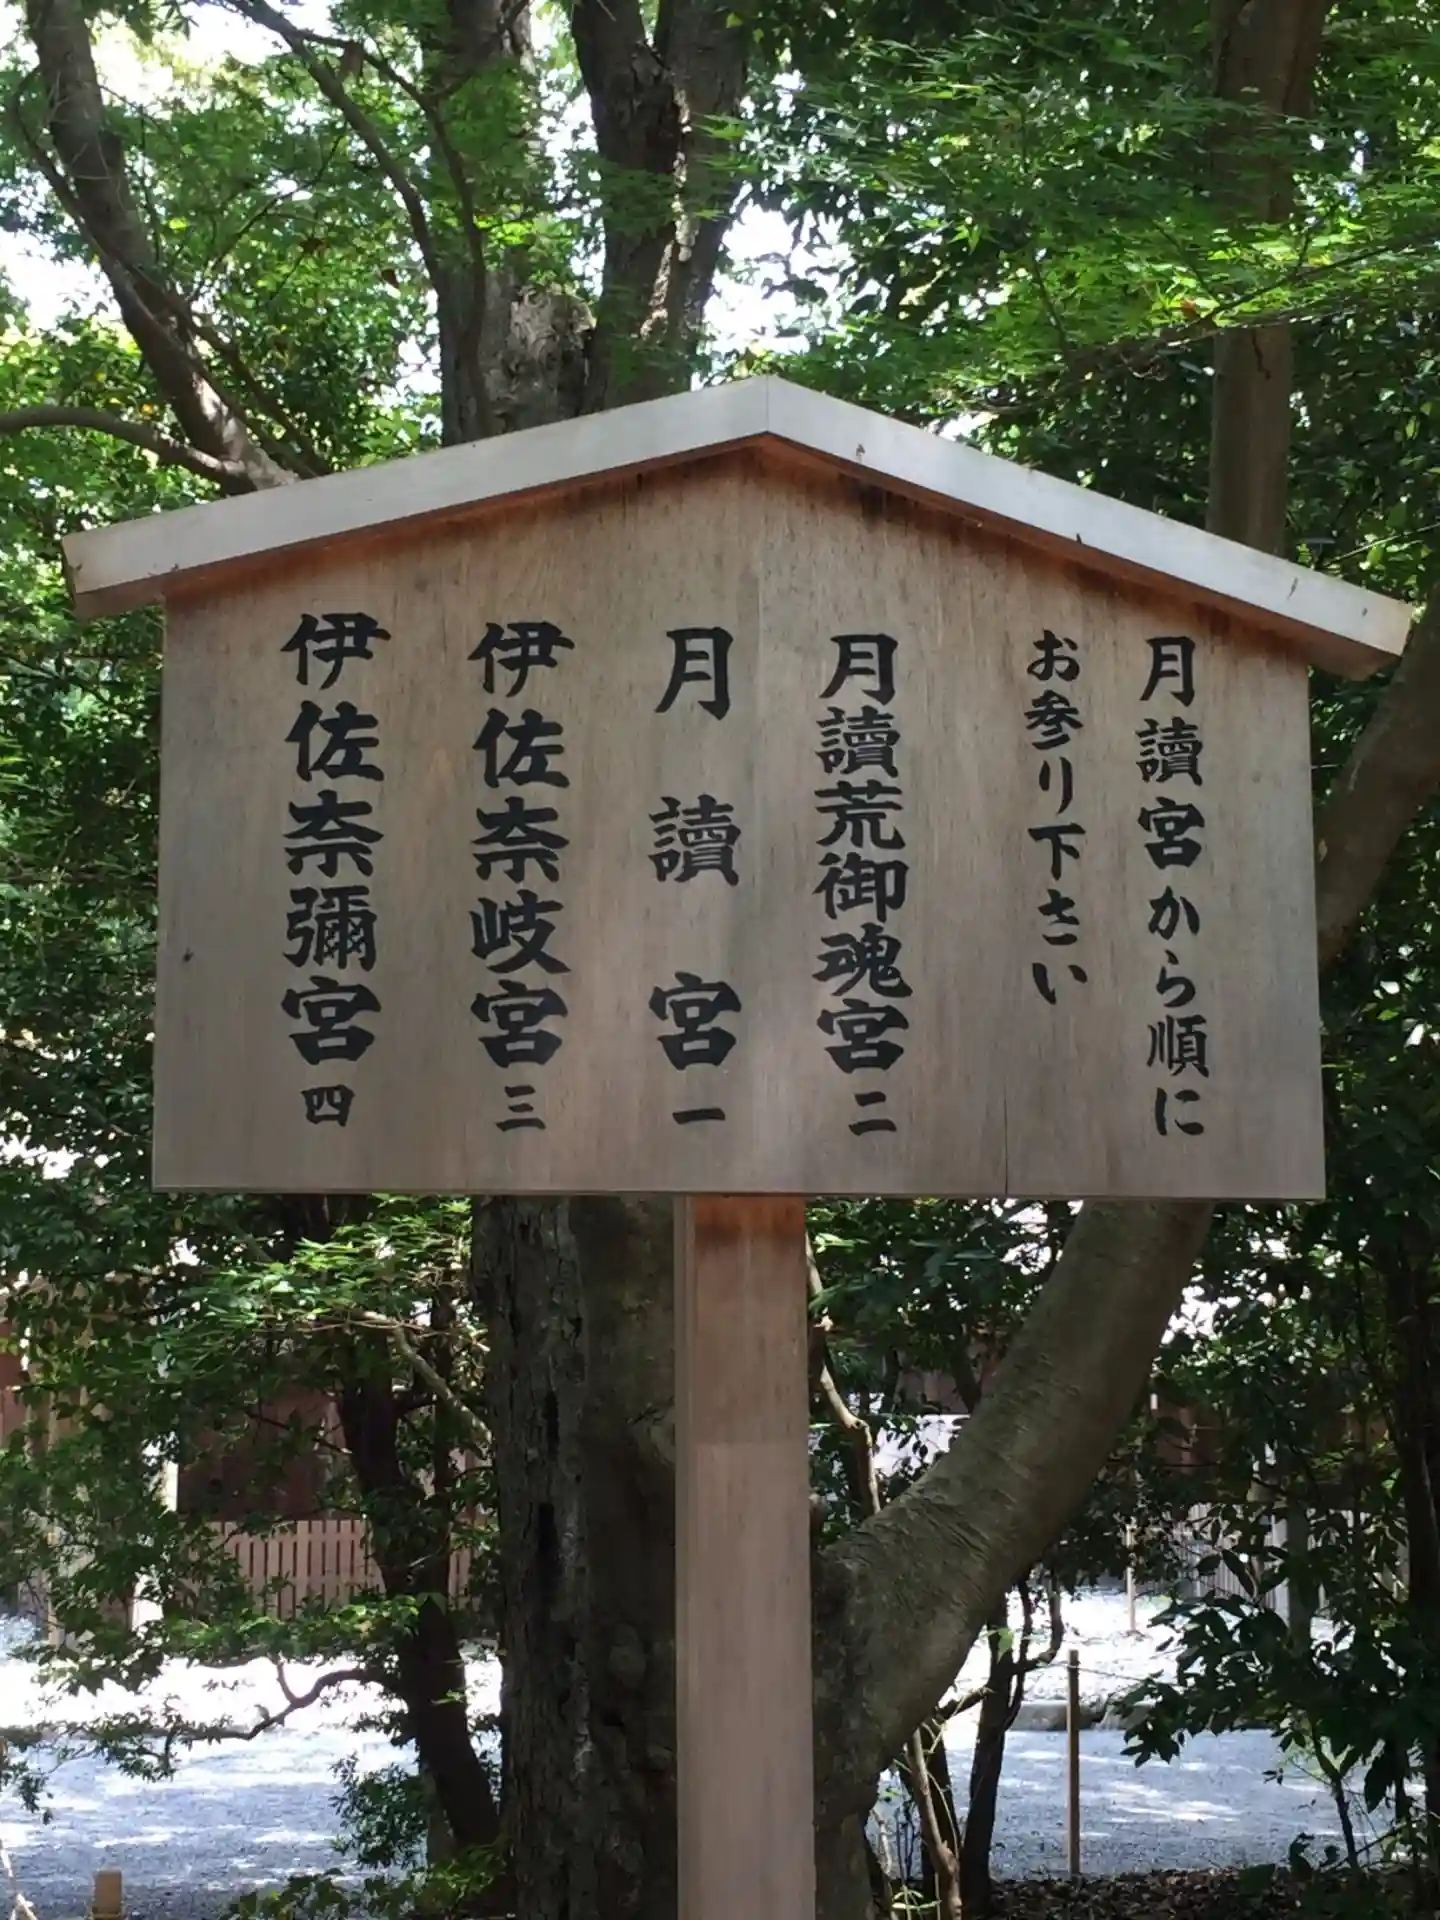 月讀宮から順に
お参り下さい
月讀荒御魂宮 二
月讀宮 一
伊佐奈岐宮 三
伊佐奈彌宮 四